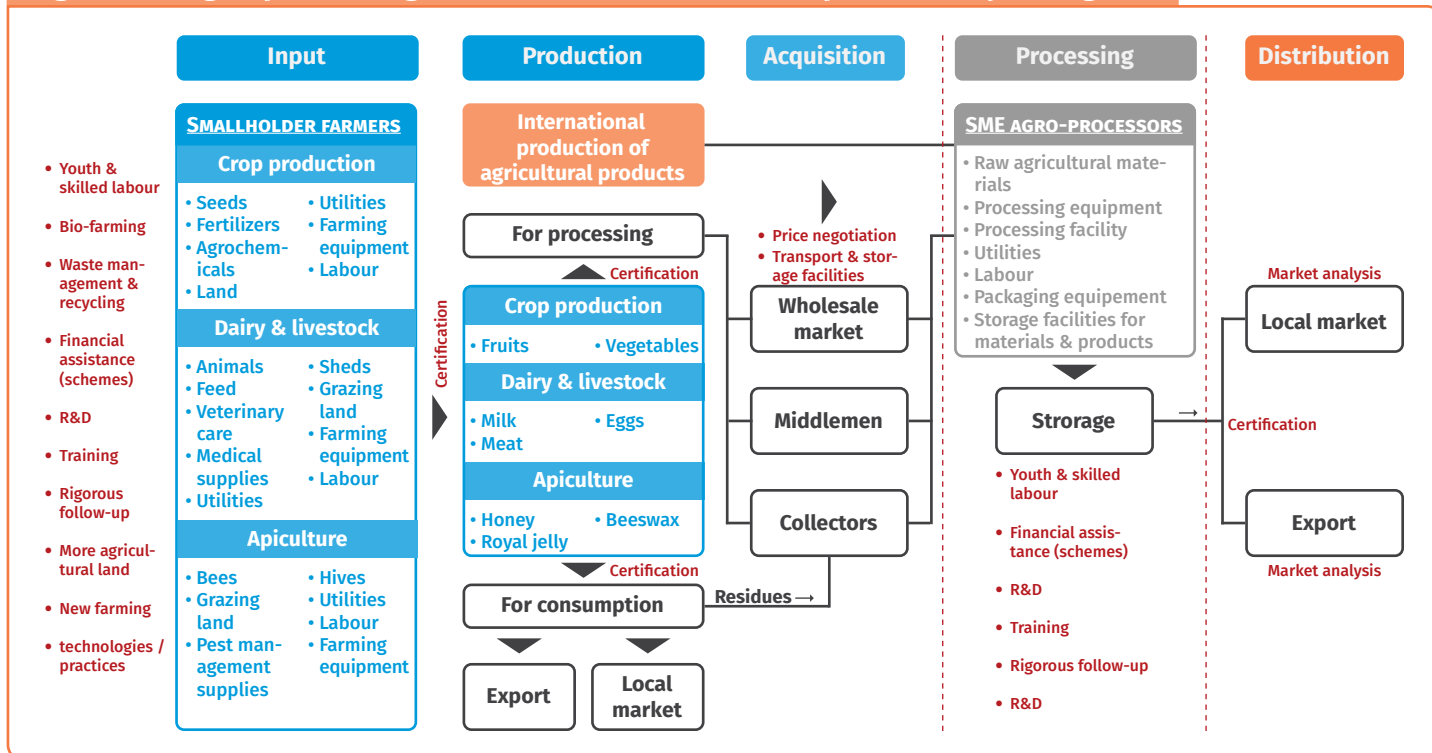 Input
Production
Acquisition
Processing
Distribution
• Youth &
skilled labour
• Bio-farming
• Waste man-
agement &
recycling
• Financial
assistance
(schemes)
• R&D
• Training
• Rigorous
follow-up
• More agricul-
tural land
• New farming
• technologies /
practices
SMALLHOLDER FARMERS
Crop production
• Seeds
• Fertilizers
• Agrochem-
icals
• Land
• Utilities
• Farming
equipment
• Labour
Dairy & livestock
• Animals
• Feed
• Veterinary
care
• Medical
supplies
• Utilities
• Sheds
• Grazing
land
• Farming
equipment
• Labour
Apiculture
• Bees
• Grazing
land
• Pest man-
agement
supplies
• Hives
• Utilities
• Labour
• Farming
equipment
Certification
International
production of
agricultural products
For processing
Certification
Crop production
• Fruits
• Vegetables
Dairy & livestock
• Milk
• Meat
• Eggs
Apiculture
• Honey
• Royal jelly
• Beeswax
Certification
For consumption
Residues →
Export
Local
market
• Price negotiation
• Transport & stor-
age facilities
Wholesale
market
Middlemen
Collectors
SME AGRO-PROCESSORS
• Raw agricultural mate-
rials
• Processing equipment
• Processing facility
• Utilities
• Labour
• Packaging equipement
• Storage facilities for
materials & products
Strorage
→
• Youth & skilled
labour
• Financial assis-
tance (schemes)
• R&D
• Training
• Rigorous follow-up
• R&D
Certification
Market analysis
Local market
Export
Market analysis